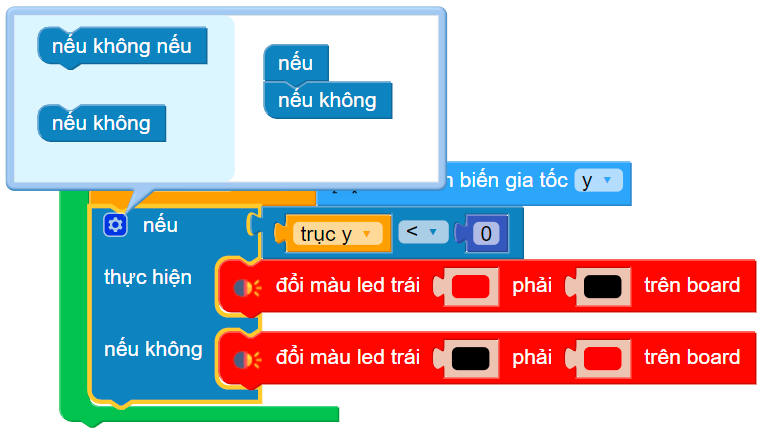 nếu không nếu
nếu không
nếu
nếu không
biến gia tốc y
nếu trục y < 0
thực hiện đổi màu led trái phải trên board
nếu không đổi màu led trái phải trên board